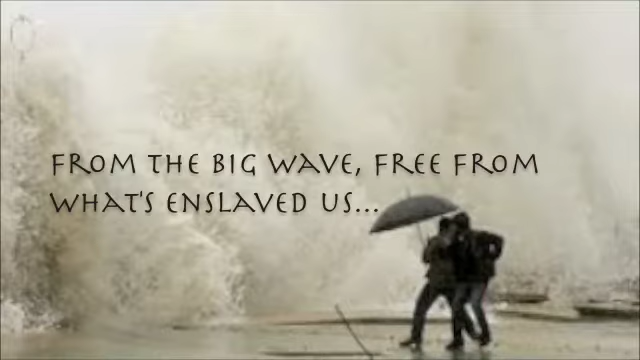 FROM THE BIG WAVE, FREE FROM
WHAT'S ENSLAVED US...